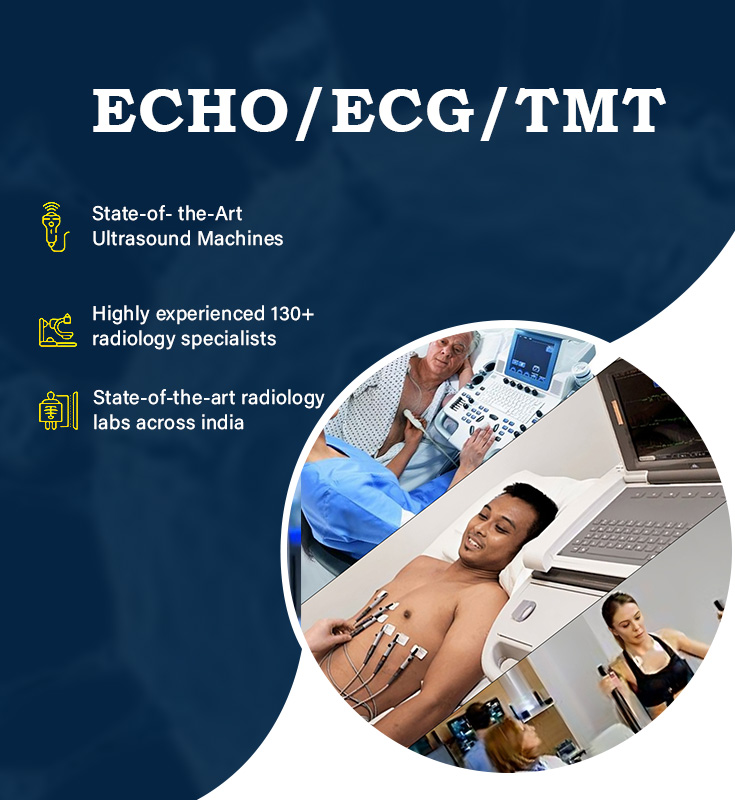 ECHO/ECG/TMT
State-of- the-Art
Ultrasound Machines
Highly experienced 130+
radiology specialists
State-of-the-art radiology
labs across india